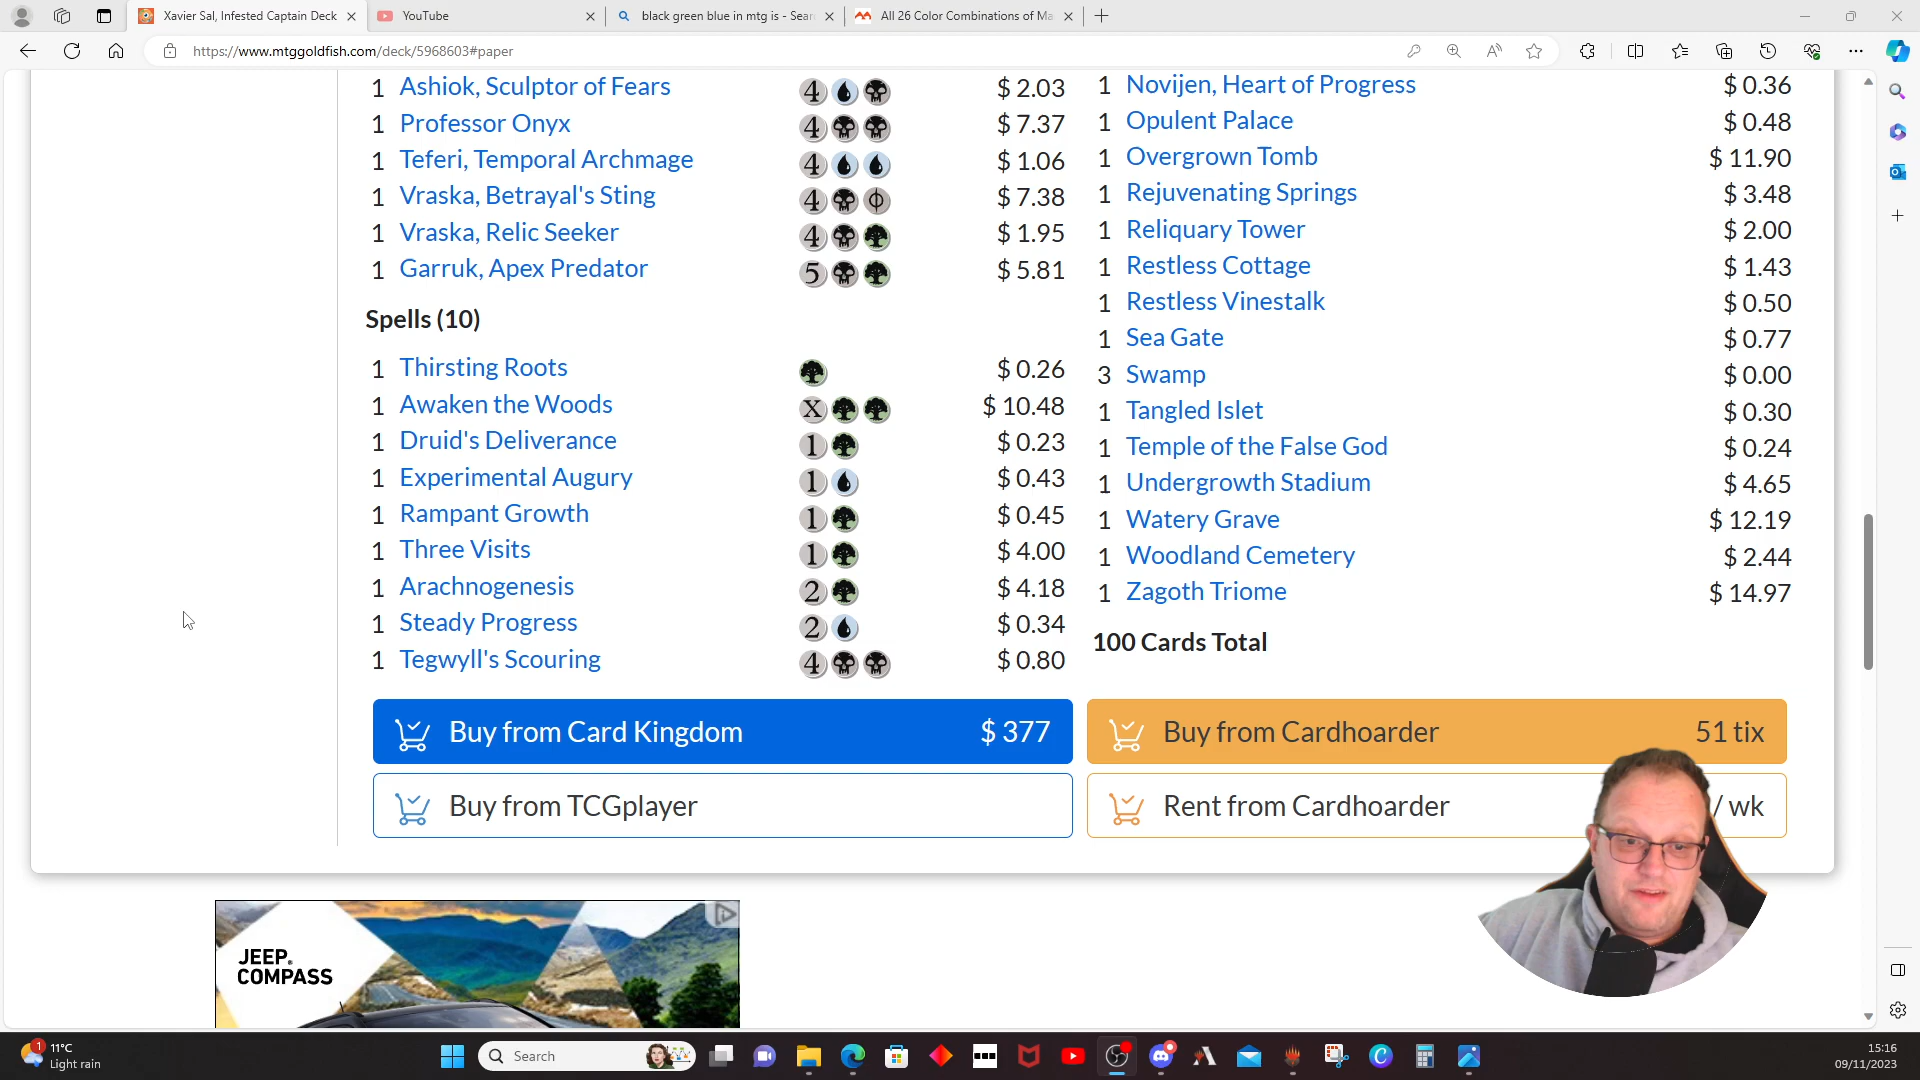 Xavier Sal, Infested Captain Deck
YouTube
black green blue in mtg is - Sear
All 26 Color Combinations of Ma
https://www.mtggoldfish.com/deck/5968603#paper
1 Ashiok, Sculptor of Fears 4 $ 2.03
1 Professor Onyx 4 $ 7.37
1 Teferi, Temporal Archmage 4 $ 1.06
1 Vraska, Betrayal's Sting 4 $ 7.38
1 Vraska, Relic Seeker 4 $ 1.95
1 Garruk, Apex Predator 5 $ 5.81
Spells (10)
1 Thirsting Roots $ 0.26
1 Awaken the Woods X $ 10.48
1 Druid's Deliverance 1 $ 0.23
1 Experimental Augury 1 $ 0.43
1 Rampant Growth 1 $ 0.45
1 Three Visits 1 $ 4.00
1 Arachnogenesis 2 $ 4.18
1 Steady Progress 2 $ 0.34
1 Tegwyll's Scouring 4 $ 0.80
1 Novijen, Heart of Progress $ 0.36
1 Opulent Palace $ 0.48
1 Overgrown Tomb $ 11.90
1 Rejuvenating Springs $ 3.48
1 Reliquary Tower $ 2.00
1 Restless Cottage $ 1.43
1 Restless Vinestalk $ 0.50
1 Sea Gate $ 0.77
3 Swamp $ 0.00
1 Tangled Islet $ 0.30
1 Temple of the False God $ 0.24
1 Undergrowth Stadium $ 4.65
1 Watery Grave $ 12.19
1 Woodland Cemetery $ 2.44
1 Zagoth Triome $ 14.97
100 Cards Total
Buy from Card Kingdom $ 377
Buy from Cardhoarder 51 tix
Buy from TCGplayer
Rent from Cardhoarder / wk
JEEP®
COMPASS
1
11°C
Light rain
Search
15:16
09/11/2023